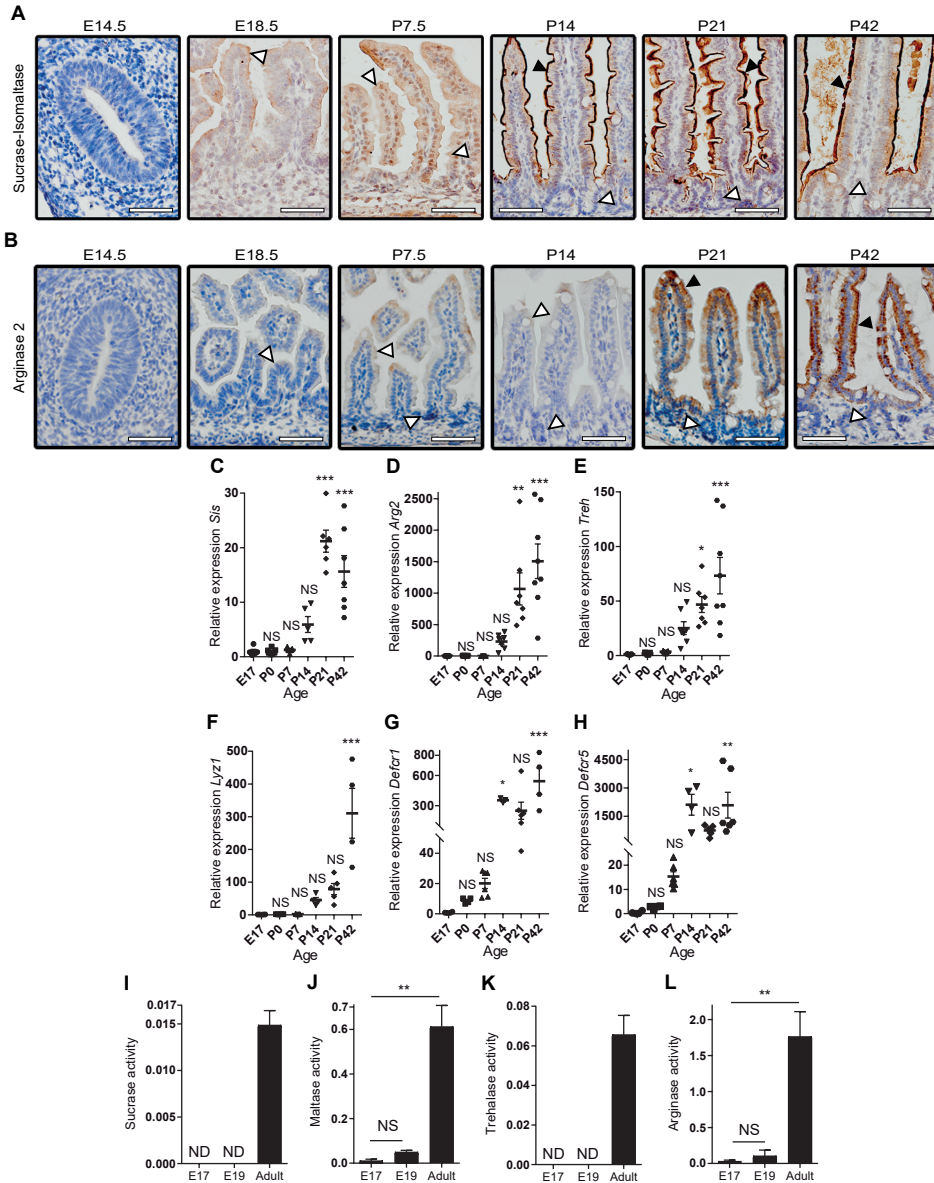 A
E14.5 E18.5 P7.5 P14 P21 P42
Sucrase-Isomaltase
B
E14.5 E18.5 P7.5 P14 P21 P42
Arginase 2
C
Relative expression Sis
30
20
10
0
NS NS NS *** ***
E17 P0 P7 P14 P21 P42
Age
D
Relative expression Arg2
2500
2000
1500
1000
500
0
NS NS NS ** ***
E17 P0 P7 P14 P21 P42
Age
E
Relative expression Treh
150
100
50
0
NS NS NS * ***
E17 P0 P7 P14 P21 P42
Age
F
Relative expression Lyz1
500
400
300
200
100
0
NS NS NS NS ***
E17 P0 P7 P14 P21 P42
Age
G
Relative expression Defcr1
800
600
300
40
20
0
NS NS * NS ***
E17 P0 P7 P14 P21 P42
Age
H
Relative expression Defcr5
4500
3000
1500
20
10
0
NS NS * NS **
E17 P0 P7 P14 P21 P42
Age
I
Sucrase activity
0.017
0.015
0.010
0.005
0.000
ND ND
E17 E19 Adult
J
Maltase activity
0.7
0.6
0.4
0.2
0.0
**
NS
E17 E19 Adult
K
Trehalase activity
0.08
0.06
0.04
0.02
0.00
ND ND
E17 E19 Adult
L
Arginase activity
2.5
2.0
1.5
1.0
0.5
0.0
**
NS
E17 E19 Adult